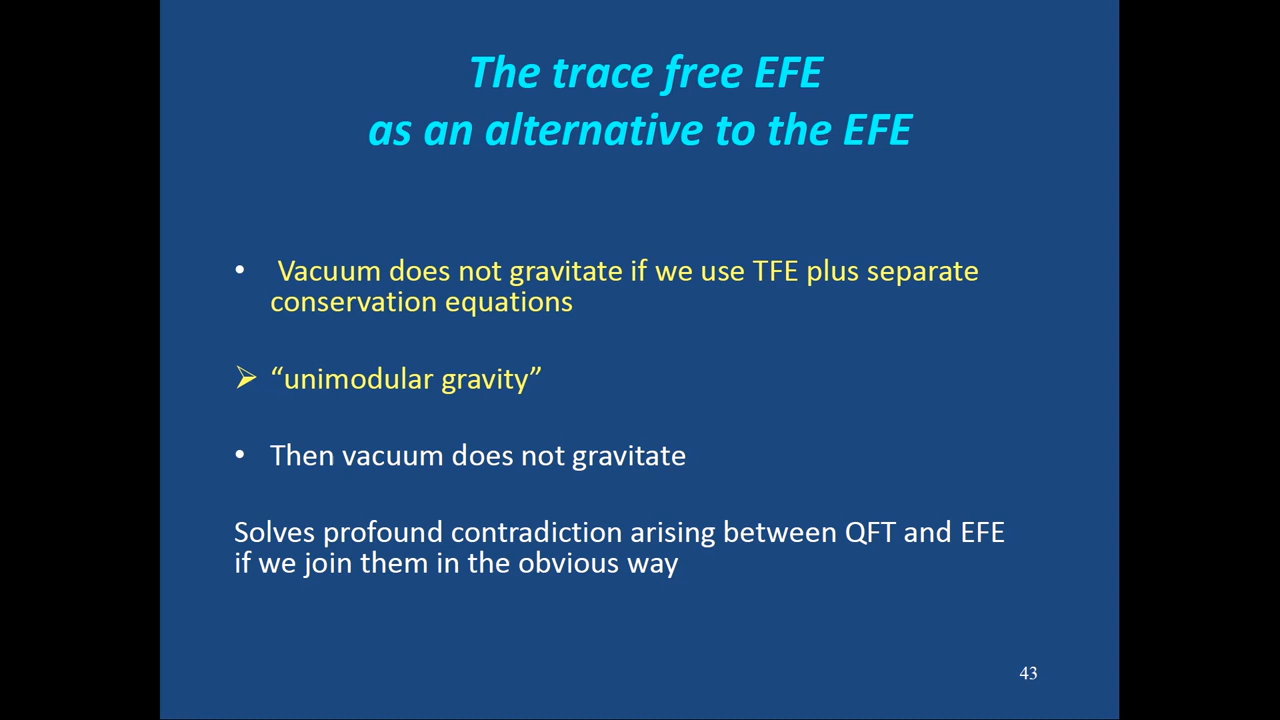 The trace free EFE
as an alternative to the EFE
• Vacuum does not gravitate if we use TFE plus separate
conservation equations
➢ “unimodular gravity”
• Then vacuum does not gravitate
Solves profound contradiction arising between QFT and EFE
if we join them in the obvious way
43